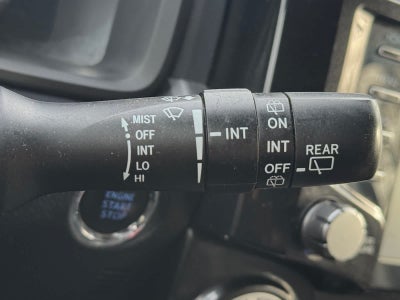 MIST
OFF
INT
LO
HI
INT
ON
INT
OFF
REAR
ENGINE
START
STOP